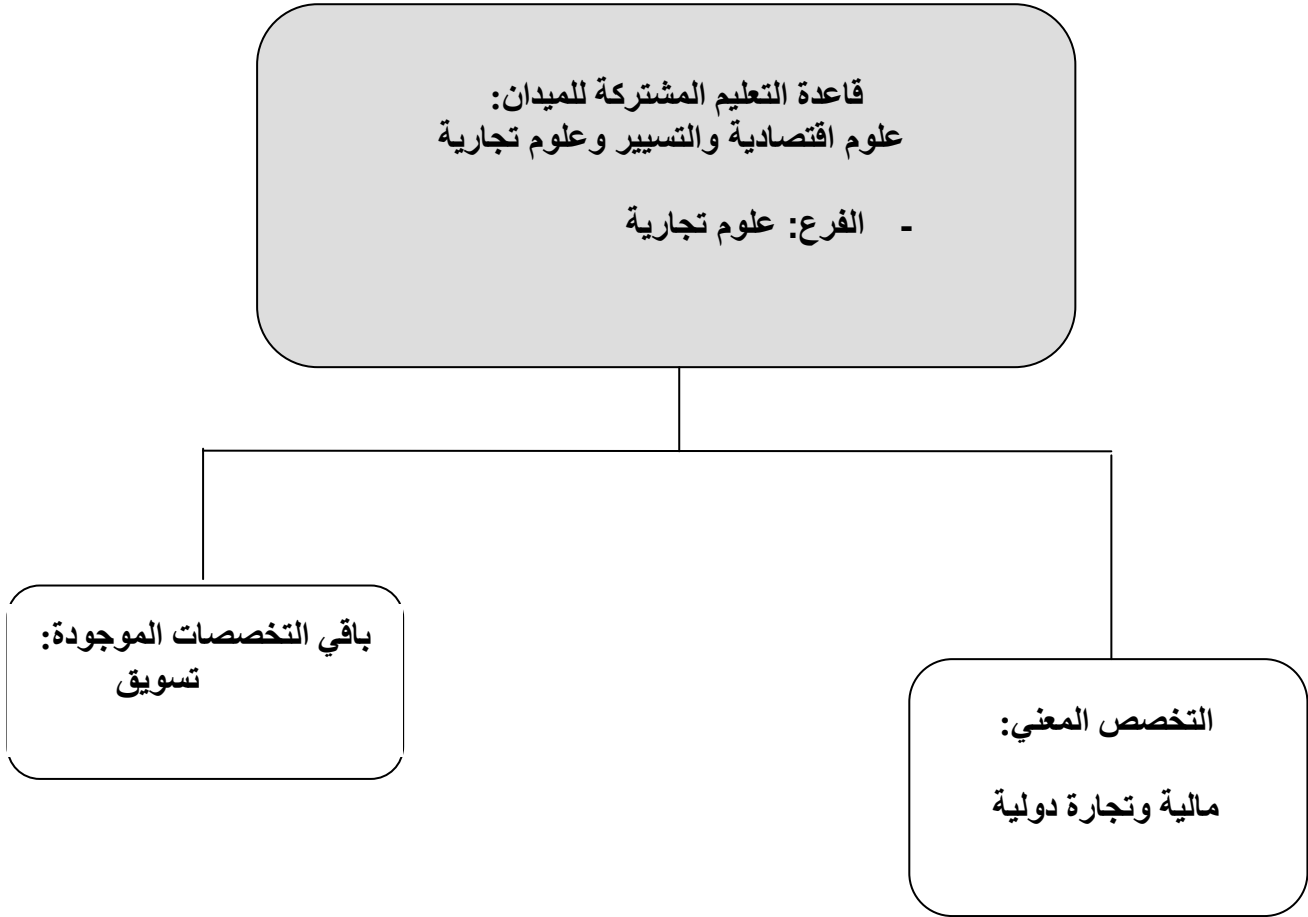 قاعدة التعليم المشتركة للميدان:
علوم اقتصادية والتسيير وعلوم تجارية
- الفرع: علوم تجارية
التخصص المعني:
مالية وتجارة دولية
باقي التخصصات الموجودة:
تسويق